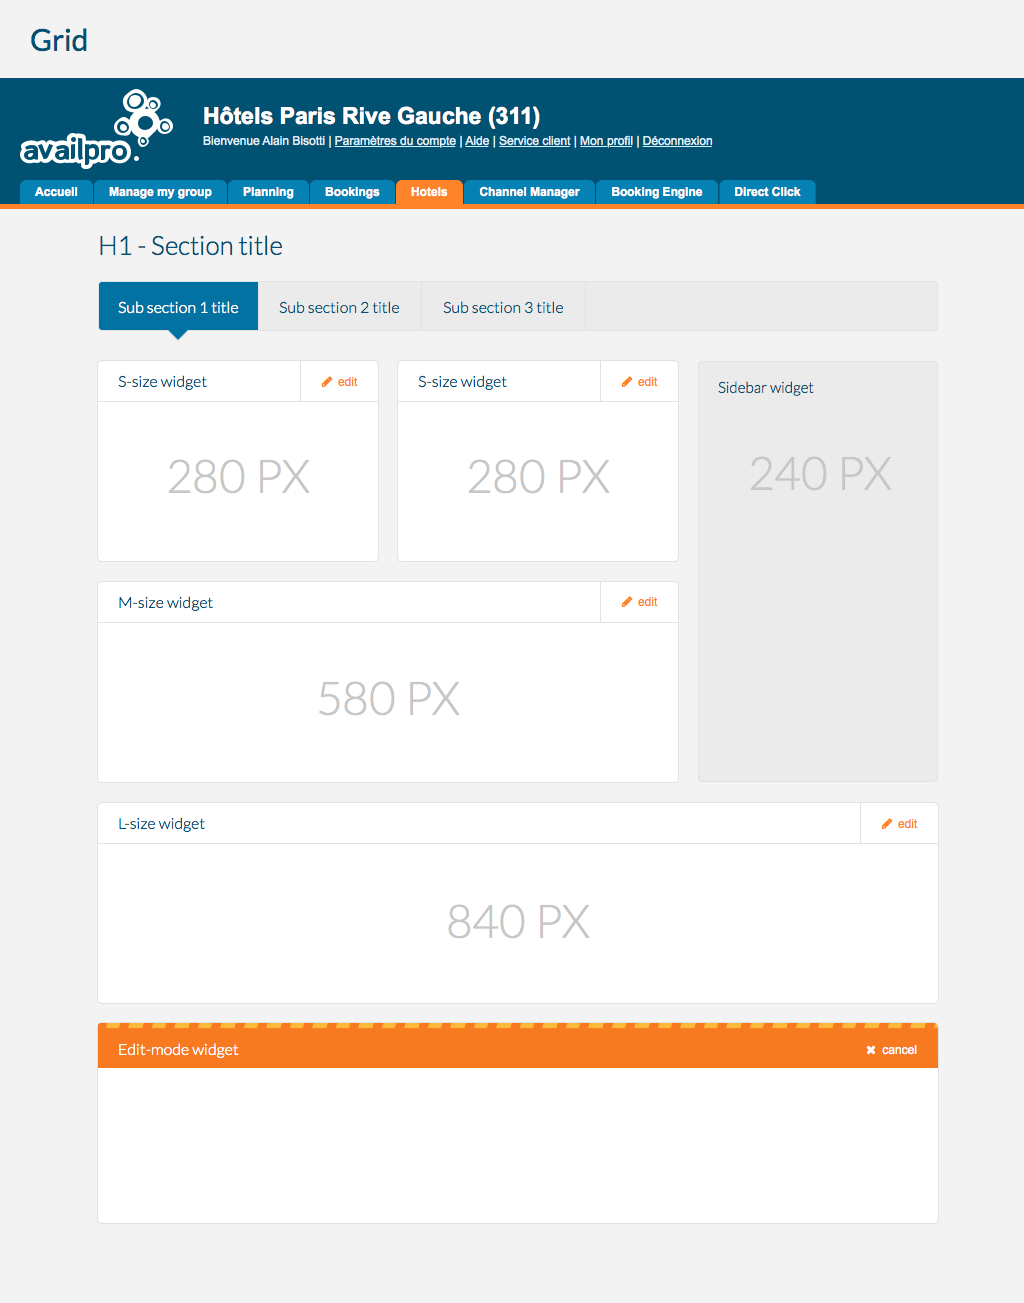 Grid
availpro.
Hôtels Paris Rive Gauche (311)
Bienvenue Alain Bisotti | Paramètres du compte | Aide | Service client | Mon profil | Déconnexion
Accueil Manage my group Planning Bookings Hotels Channel Manager Booking Engine Direct Click
H1 - Section title
Sub section 1 title Sub section 2 title Sub section 3 title
S-size widget edit
280 PX
S-size widget edit
280 PX
Sidebar widget
240 PX
M-size widget edit
580 PX
L-size widget edit
840 PX
Edit-mode widget cancel